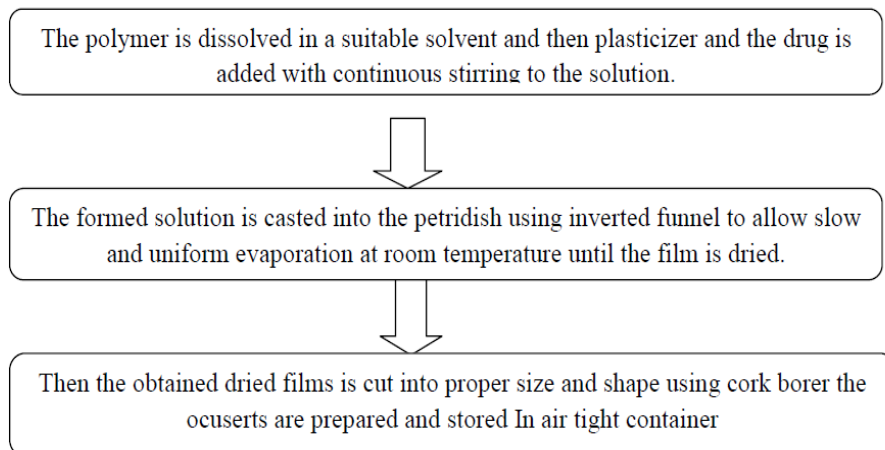 The polymer is dissolved in a suitable solvent and then plasticizer and the drug is
added with continuous stirring to the solution.
The formed solution is casted into the petridish using inverted funnel to allow slow
and uniform evaporation at room temperature until the film is dried.
Then the obtained dried films is cut into proper size and shape using cork borer the
ocuserts are prepared and stored In air tight container